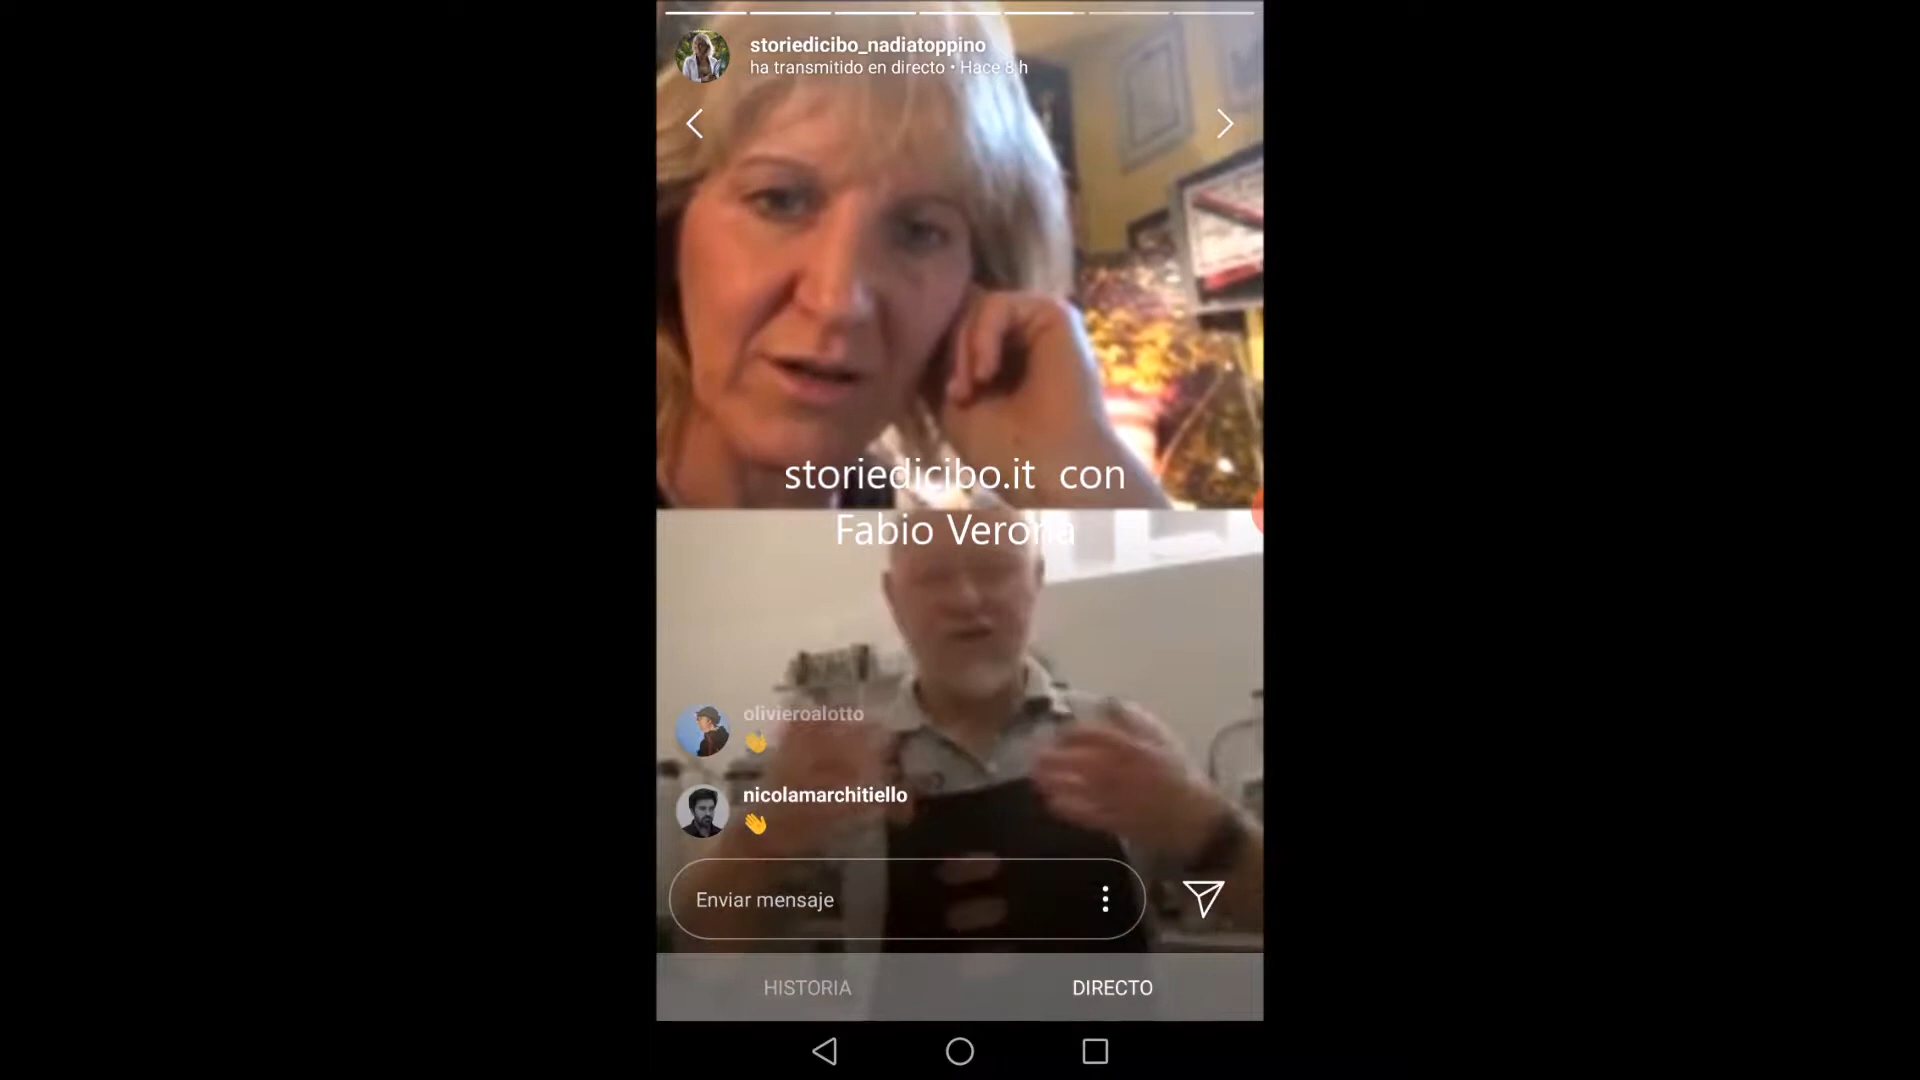 storiedicibo_nadiatoppino
ha transmitido en directo • Hace 8 h
storiedicibo.it con
Fabio Verona
olivieroalotto
👋
nicolamarchitiello
👋
Enviar mensaje
HISTORIA
DIRECTO